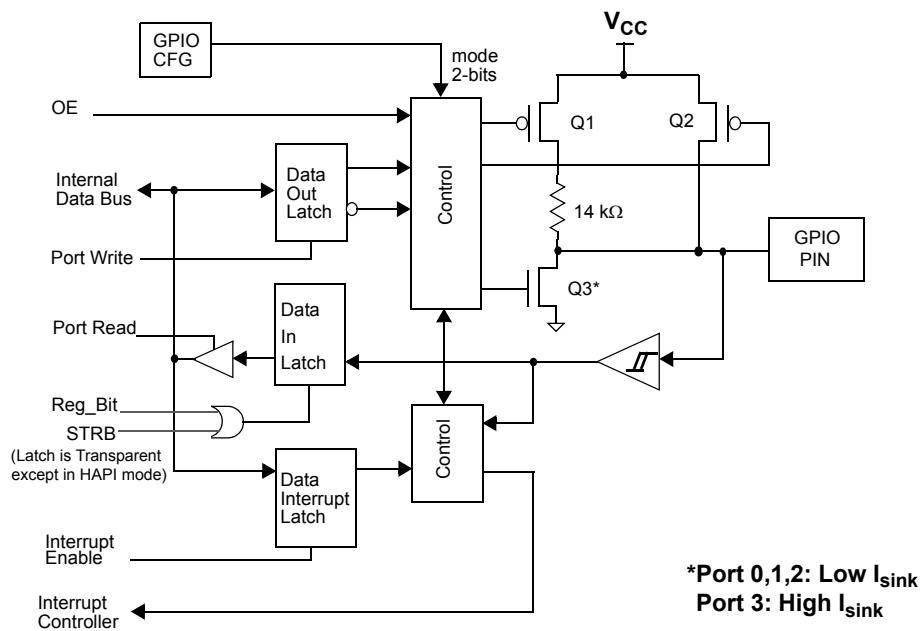 GPIO
CFG
mode
2-bits
VCC
OE
Q1
Q2
Internal
Data Bus
Data
Out
Latch
Control
14 kΩ
GPIO
PIN
Port Write
Q3*
Data
In
Latch
Port Read
Reg_Bit
STRB
(Latch is Transparent
except in HAPI mode)
Data
Interrupt
Latch
Control
Interrupt
Enable
Interrupt
Controller
*Port 0,1,2: Low Isink
Port 3: High Isink